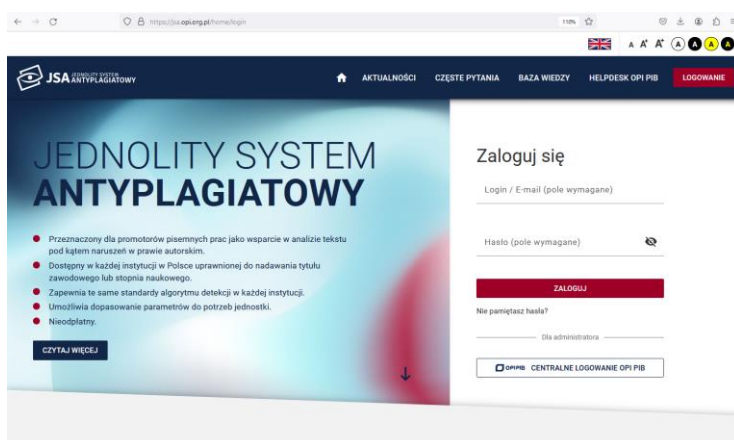 https://jsa.opi.org.pl/home/login
110%
A A+ A++ A A A A
JSA JEDNOLITY SYSTEM ANTYPLAGIATOWY
AKTUALNOŚCI CZĘSTE PYTANIA BAZA WIEDZY HELPDESK OPI PIB LOGOWANIE
JEDNOLITY SYSTEM
ANTYPLAGIATOWY
Przeznaczony dla promotorów pisemnych prac jako wsparcie w analizie tekstu
pod kątem naruszeń w prawie autorskim.
Dostępny w każdej instytucji w Polsce uprawnionej do nadawania tytułu
zawodowego lub stopnia naukowego.
Zapewnia te same standardy algorytmu detekcji w każdej instytucji.
Umożliwia dopasowanie parametrów do potrzeb jednostki.
Nieodpłatny.
CZYTAJ WIĘCEJ
Zaloguj się
Login / E-mail (pole wymagane)
Hasło (pole wymagane)
ZALOGUJ
Nie pamiętasz hasła?
Dla administratora
OPI PIB CENTRALNE LOGOWANIE OPI PIB